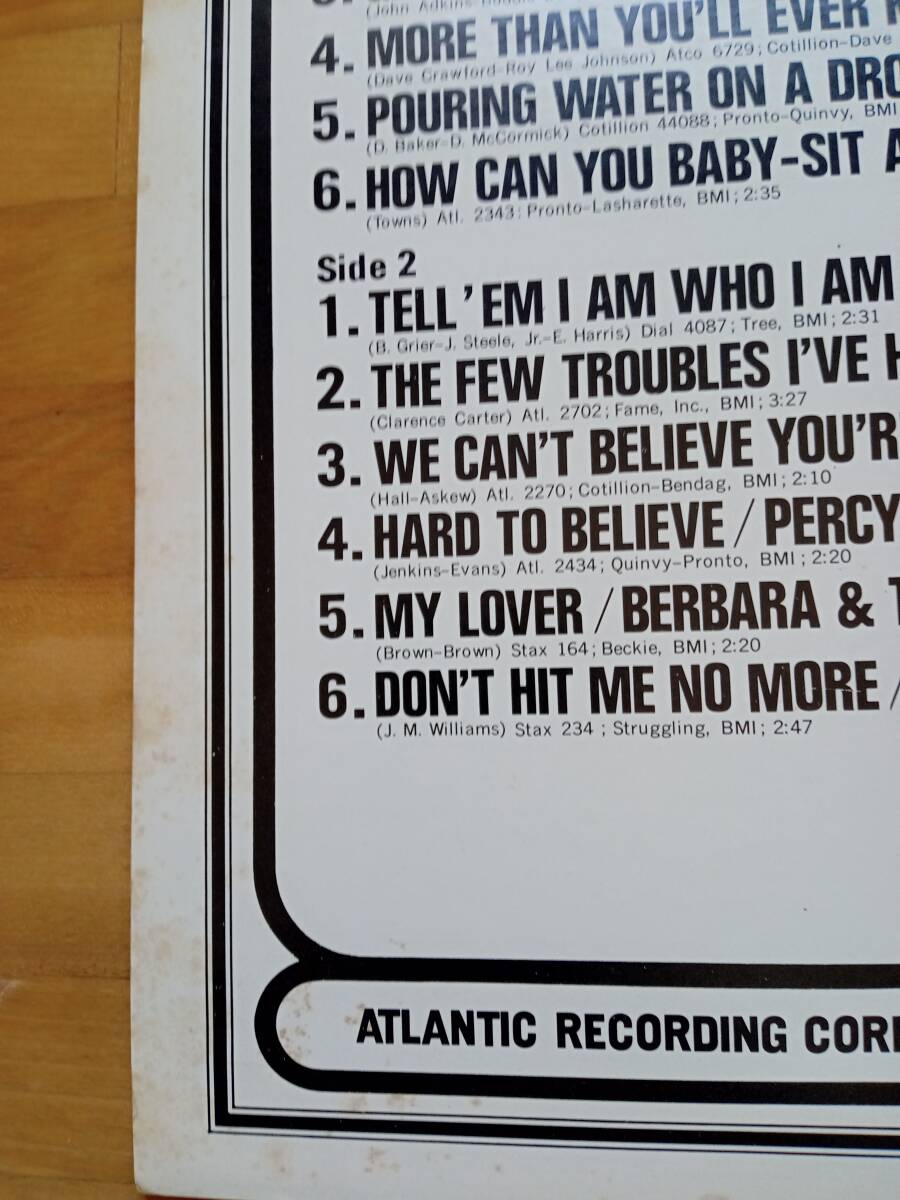 (John Adkins-
4. MORE THAN YOU'LL EVER
(Dave Crawford-Roy Lee Johnson) Atco 6729; Cotillion-Dave
5. POURING WATER ON A DRO
(D. Baker-D. McCormick) Cotillion 44088; Pronto-Quinvy, BMI
6. HOW CAN YOU BABY-SIT A
(Towns) Atl. 2343; Pronto-Lasharette, BMI; 2:35
Side 2
1. TELL 'EM I AM WHO I AM
(B. Grier-J. Steele, Jr.-E. Harris) Dial 4087; Tree, BMI; 2:31
2. THE FEW TROUBLES I'VE H
(Clarence Carter) Atl. 2702; Fame, Inc., BMI; 3:27
3. WE CAN'T BELIEVE YOU'R
(Hall-Askew) Atl. 2270; Cotillion-Bendag, BMI; 2:10
4. HARD TO BELIEVE / PERCY
(Jenkins-Evans) Atl. 2434; Quinvy-Pronto, BMI; 2:20
5. MY LOVER / BERBARA & T
(Brown-Brown) Stax 164; Beckie, BMI; 2:20
6. DON'T HIT ME NO MORE /
(J. M. Williams) Stax 234 ; Struggling, BMI; 2:47
ATLANTIC RECORDING COR